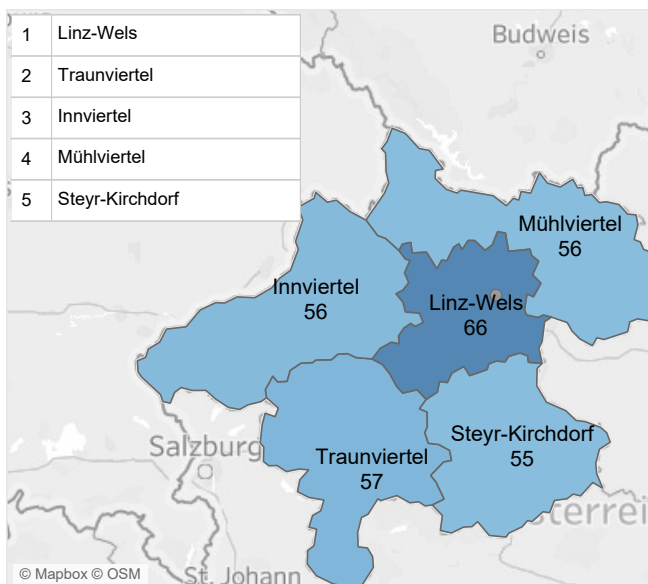 1 Linz-Wels
2 Traunviertel
3 Innviertel
4 Mühlviertel
5 Steyr-Kirchdorf
Budweis
Mühlviertel
56
Innviertel
56
Linz-Wels
66
Steyr-Kirchdorf
55
Salzburg
Traunviertel
57
sterrei
St. Johann
© Mapbox © OSM